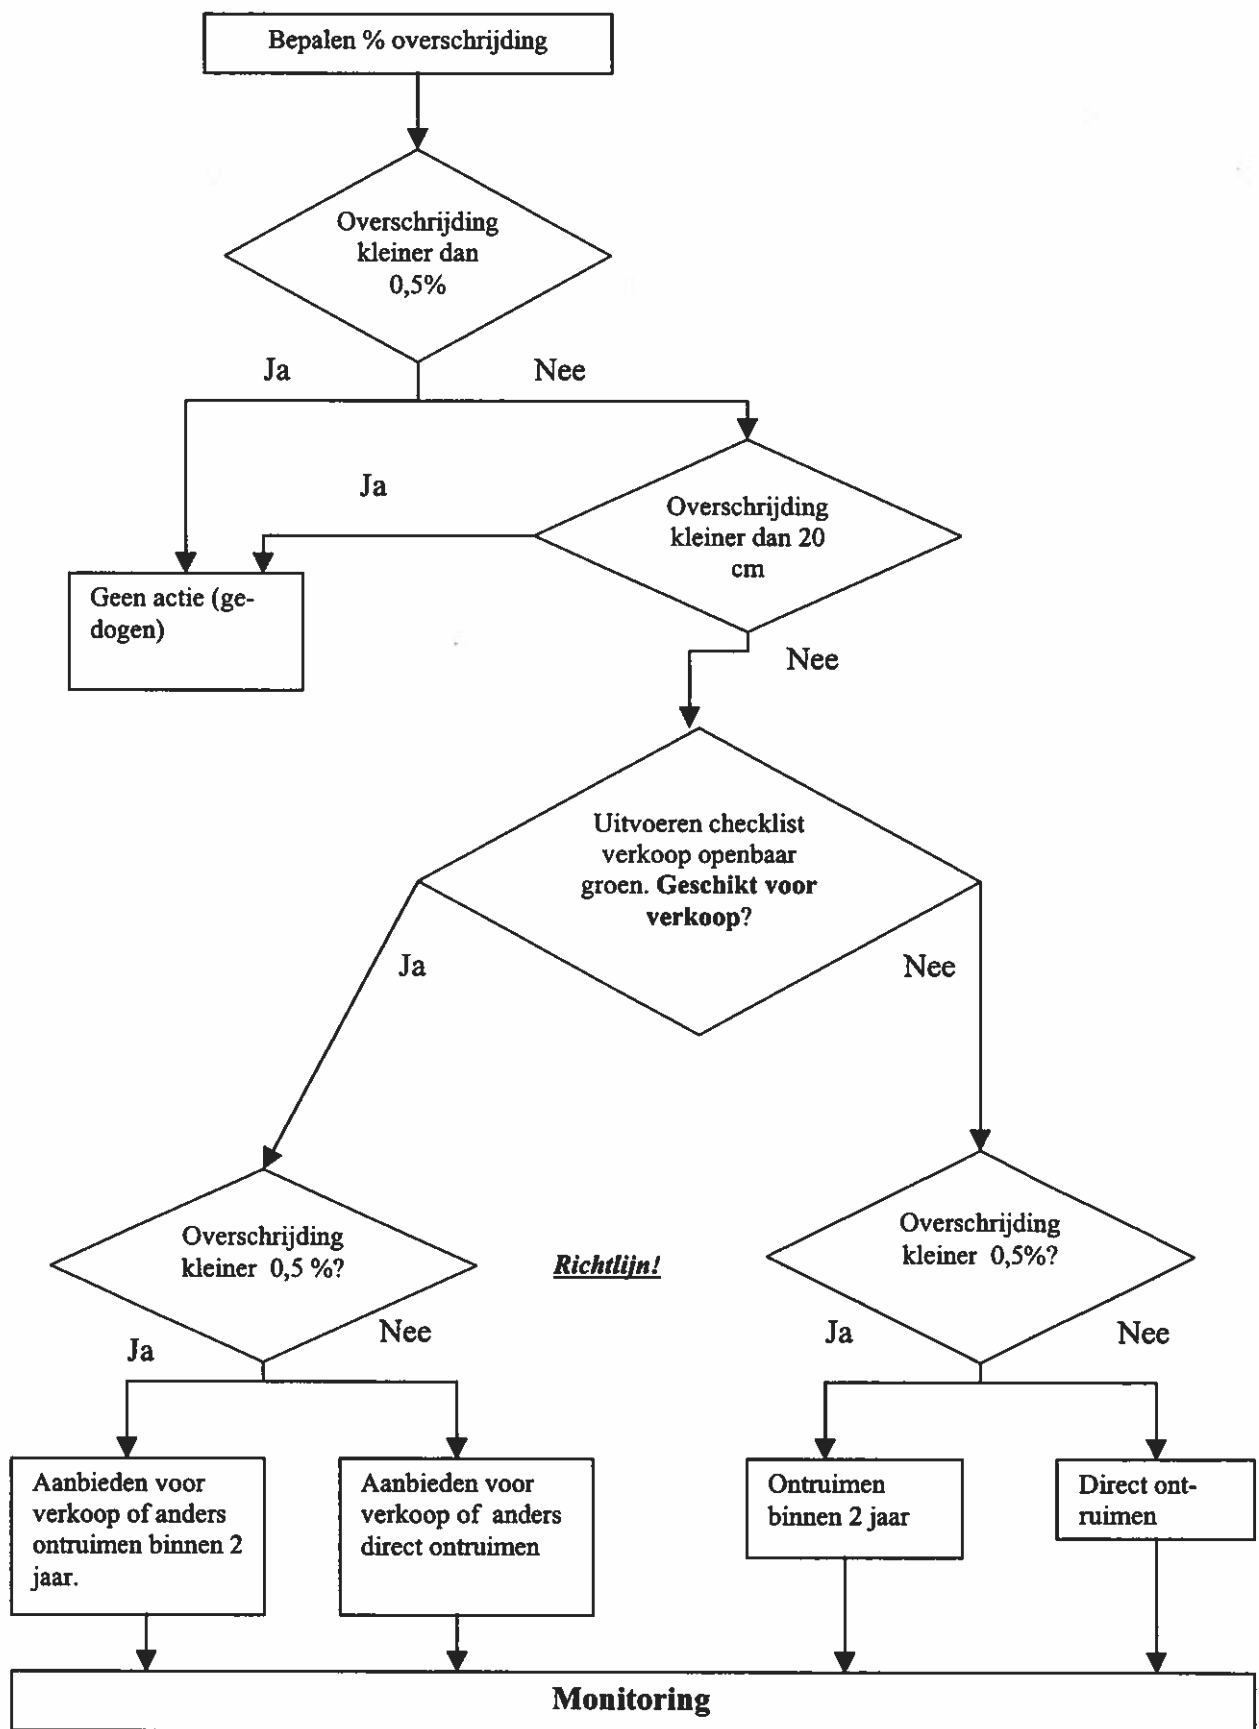 Bepalen % overschrijding
Overschrijding
kleiner dan
0,5%
Ja
Nee
Ja
Overschrijding
kleiner dan 20
cm
Geen actie (ge-
dogen)
Nee
Uitvoeren checklist
verkoop openbaar
groen. Geschikt voor
verkoop?
Ja
Nee
Overschrijding
kleiner 0,5 %?
Richtlijn!
Overschrijding
kleiner 0,5%?
Ja
Nee
Ja
Nee
Aanbieden voor
verkoop of anders
ontruimen binnen 2
jaar.
Aanbieden voor
verkoop of anders
direct ontruimen
Ontruimen
binnen 2 jaar
Direct ont-
ruimen
Monitoring